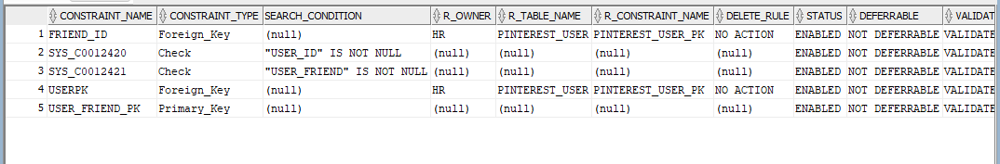 CONSTRAINT_NAME CONSTRAINT_TYPE SEARCH_CONDITION R_OWNER R_TABLE_NAME R_CONSTRAINT_NAME DELETE_RULE STATUS DEFERRABLE VALIDATE
1 FRIEND_ID Foreign_Key (null) HR PINTEREST_USER PINTEREST_USER_PK NO ACTION ENABLED NOT DEFERRABLE VALIDATE
2 SYS_C0012420 Check "USER_ID" IS NOT NULL (null) (null) (null) (null) ENABLED NOT DEFERRABLE VALIDATE
3 SYS_C0012421 Check "USER_FRIEND" IS NOT NULL (null) (null) (null) (null) ENABLED NOT DEFERRABLE VALIDATE
4 USERPK Foreign_Key (null) HR PINTEREST_USER PINTEREST_USER_PK NO ACTION ENABLED NOT DEFERRABLE VALIDATE
5 USER_FRIEND_PK Primary_Key (null) (null) (null) (null) (null) ENABLED NOT DEFERRABLE VALIDATE